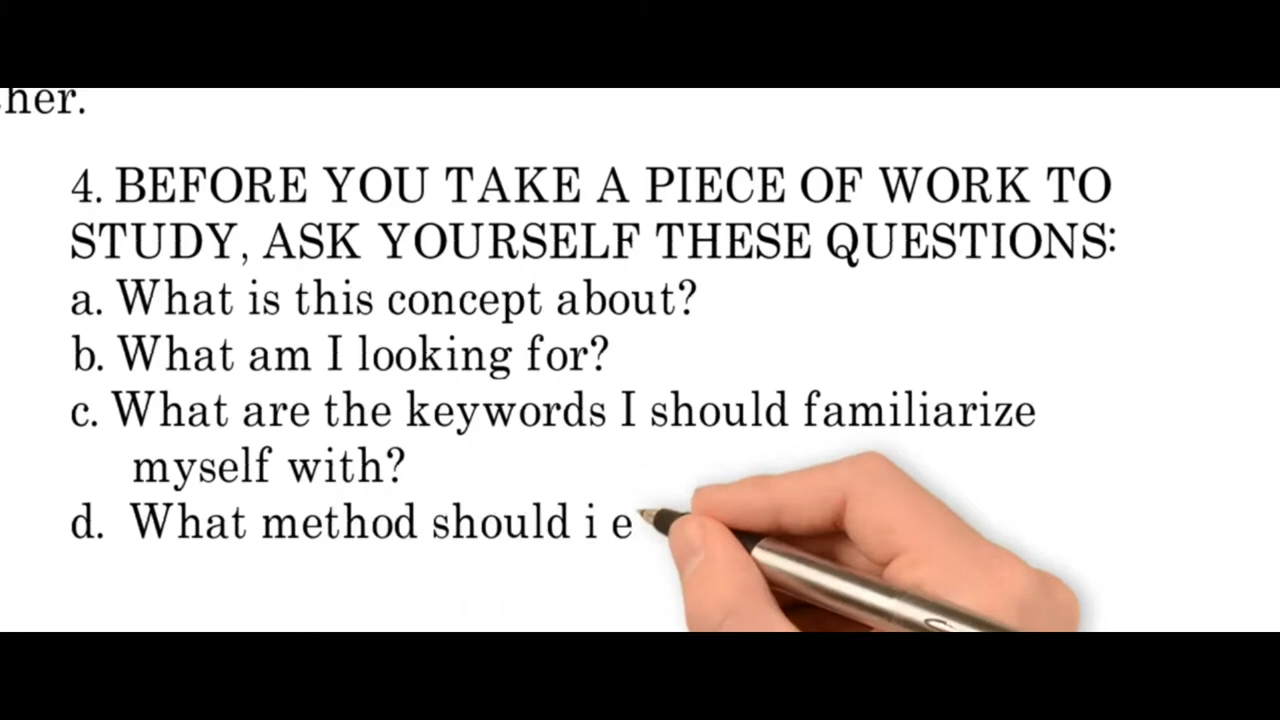 her.
4. BEFORE YOU TAKE A PIECE OF WORK TO
STUDY, ASK YOURSELF THESE QUESTIONS:
a. What is this concept about?
b. What am I looking for?
c. What are the keywords I should familiarize
myself with?
d. What method should i e